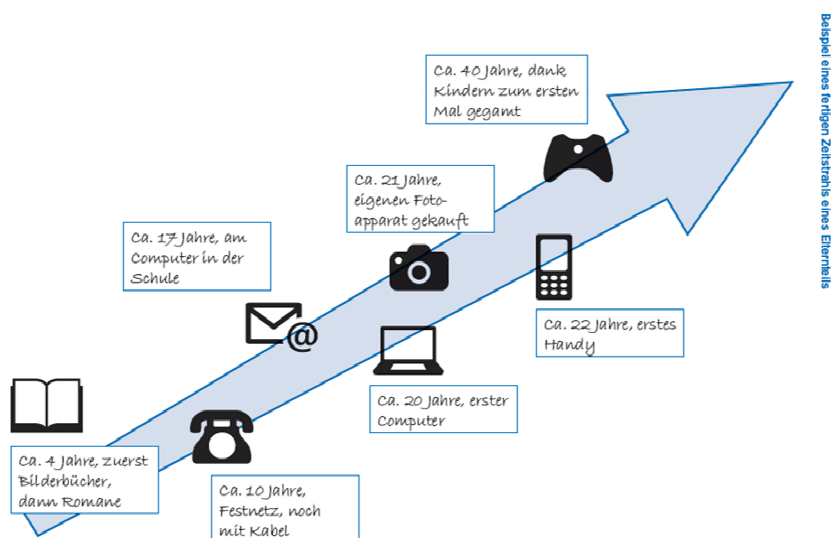 Beispiel eines fertigen Zeitstrahls eines Elternteils
Ca. 40 Jahre, dank
Kindern zum ersten
Mal gegamt
Ca. 21 Jahre,
eigenen Foto-
apparat gekauft
Ca. 17 Jahre, am
Computer in der
Schule
@
Ca. 22 Jahre, erstes
Handy
Ca. 20 Jahre, erster
Computer
Ca. 4 Jahre, zuerst
Bilderbücher,
dann Romane
Ca. 10 Jahre,
Festnetz, noch
mit Kabel